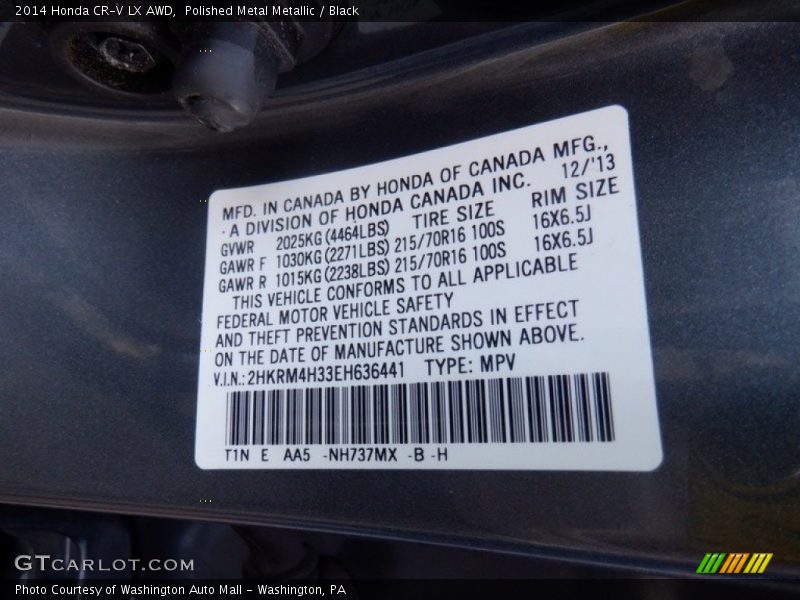 2014 Honda CR-V LX AWD, Polished Metal Metallic / Black
MFD. IN CANADA BY HONDA OF CANADA MFG.,
A DIVISION OF HONDA CANADA INC. 12/'13
GVWR 2025KG(4464LBS) TIRE SIZE RIM SIZE
GAWR F 1030KG(2271LBS) 215/70R16 100S 16X6.5J
GAWR R 1015KG(2238LBS) 215/70R16 100S 16X6.5J
THIS VEHICLE CONFORMS TO ALL APPLICABLE
FEDERAL MOTOR VEHICLE SAFETY
AND THEFT PREVENTION STANDARDS IN EFFECT
ON THE DATE OF MANUFACTURE SHOWN ABOVE.
V.I.N.:2HKRM4H33EH636441 TYPE: MPV
T1N E AA5 -NH737MX -B -H
GTCARLOT.COM
Photo Courtesy of Washington Auto Mall - Washington, PA